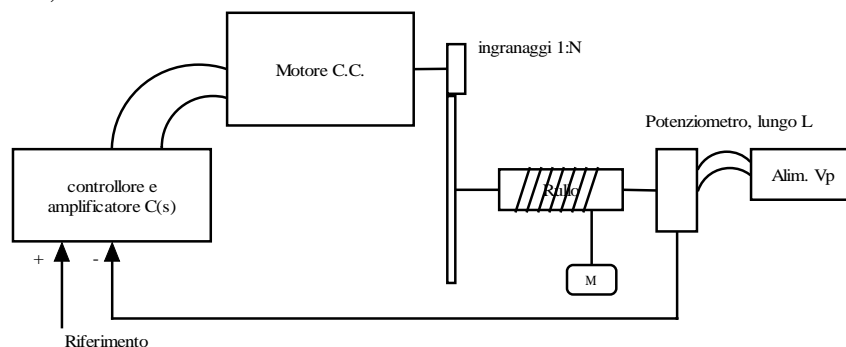 ingranaggi 1:N
Motore C.C.
Potenziometro, lungo L
controllore e
amplificatore C(s)
Rullo
Alim. Vp
+
-
M
Riferimento